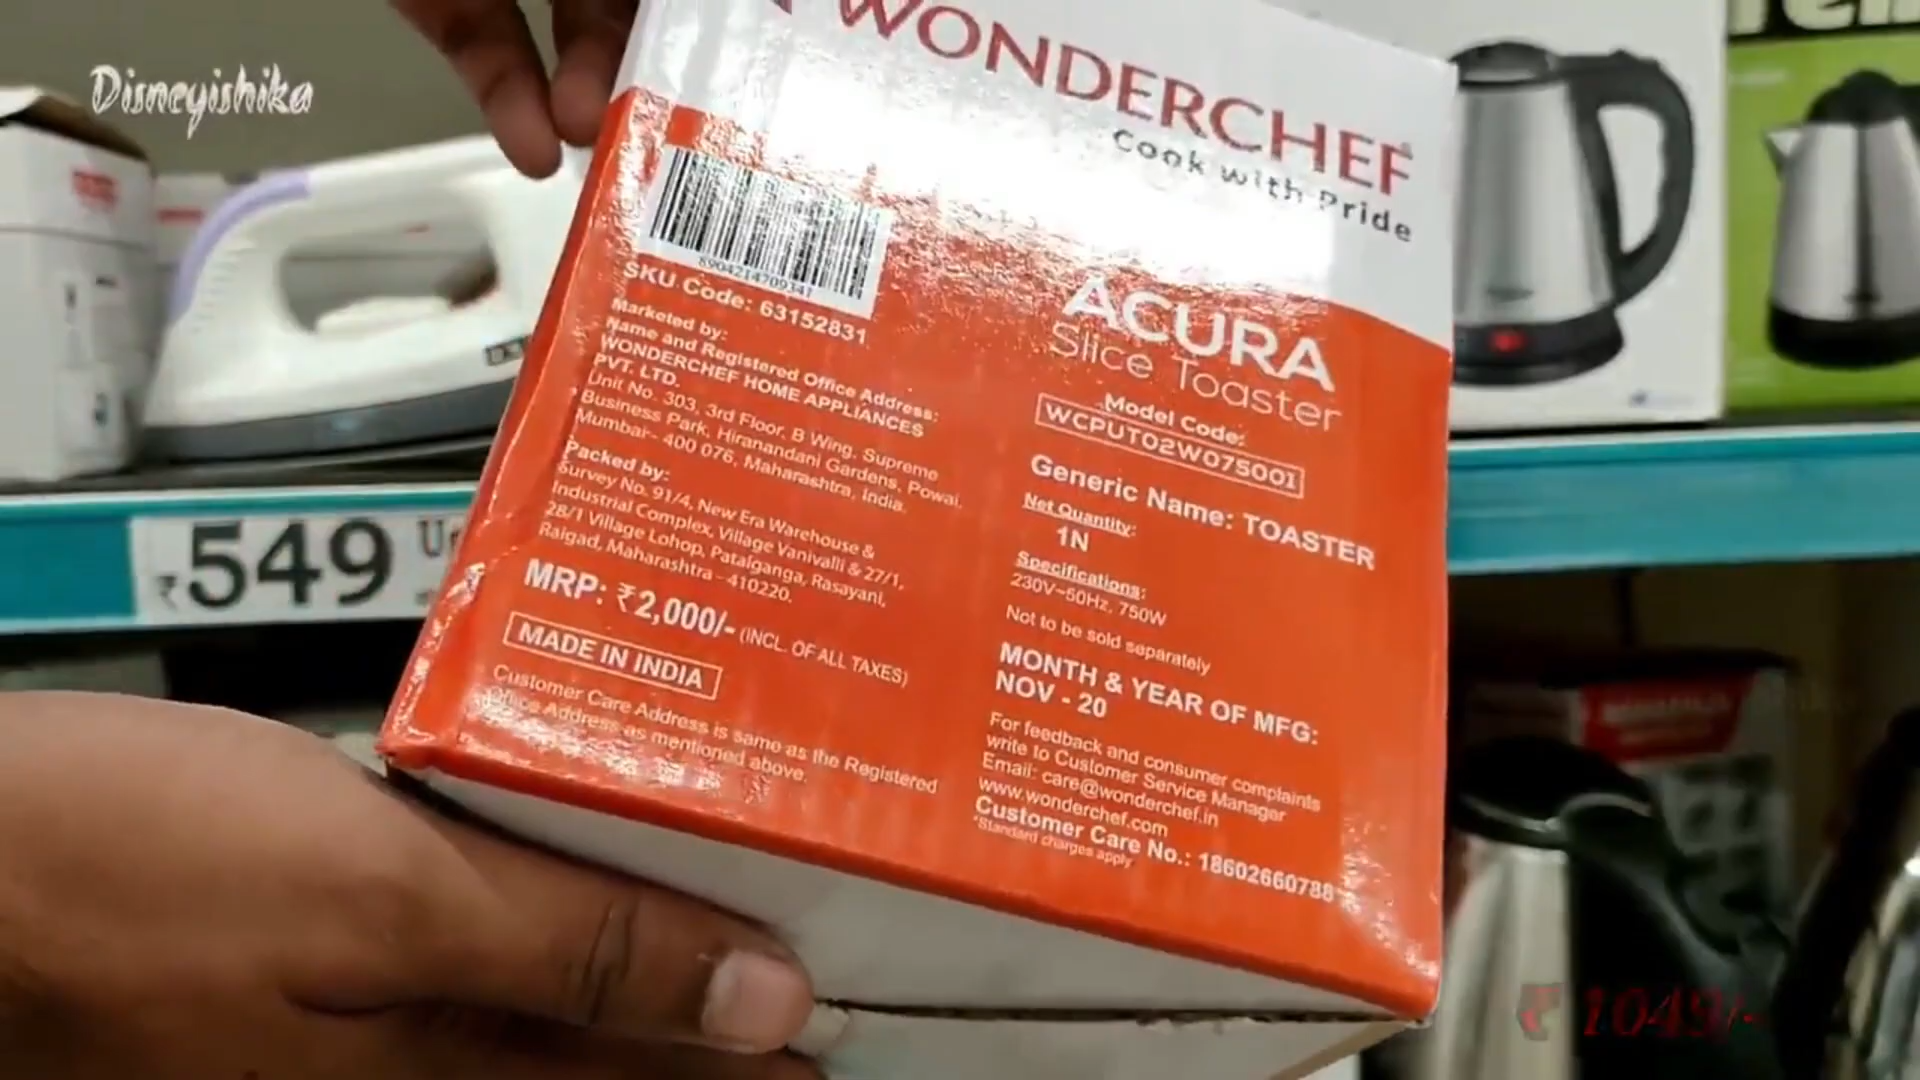 Disneyishika
WONDERCHEF
Cook with Pride
8904214709341
SKU Code: 63152831
Marketed by:
Name and Registered Office Address:
WONDERCHEF HOME APPLIANCES
PVT. LTD.
Unit No. 303, 3rd Floor, B Wing, Supreme
Business Park, Hiranandani Gardens, Powai,
Mumbai - 400 076, Maharashtra, India.
Packed by:
Survey No. 91/4, New Era Warehouse &
Industrial Complex, Village Vanivalli & 27/1,
28/1 Village Lohop, Patalganga, Rasayani,
Raigad, Maharashtra - 410220.
MRP: ₹2,000/- (INCL. OF ALL TAXES)
MADE IN INDIA
Customer Care Address is same as the Registered
Office Address as mentioned above.
ACURA
Slice Toaster
Model Code:
WCPUT02W075001
Generic Name: TOASTER
Net Quantity:
1N
Specifications:
230V~50Hz, 750W
Not to be sold separately
MONTH & YEAR OF MFG:
NOV - 20
For feedback and consumer complaints
write to Customer Service Manager
Email: care@wonderchef.in
www.wonderchef.com
Customer Care No.: 18602660788*
*Standard charges apply
₹549
₹ 1049/-